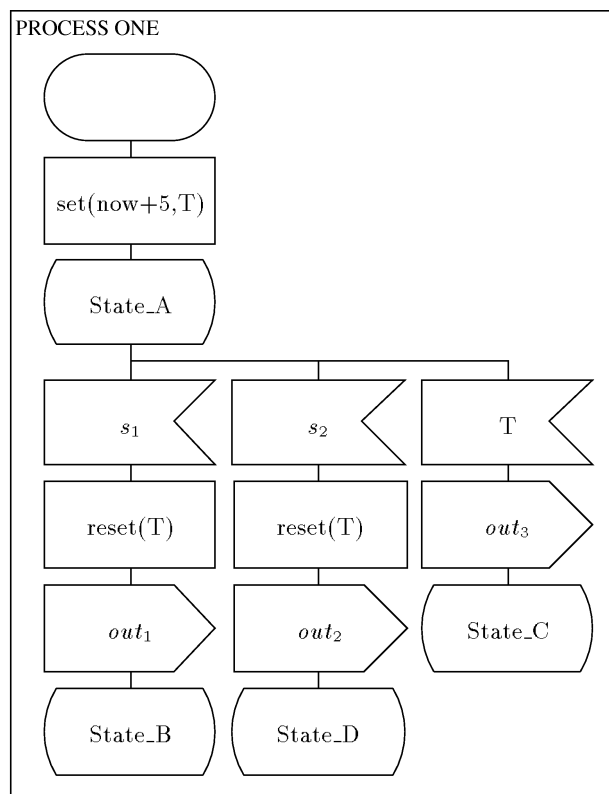 PROCESS ONE
set(now+5,T)
State_A
s₁ s₂ T
reset(T) reset(T) out₃
out₁ out₂ State_C
State_B State_D